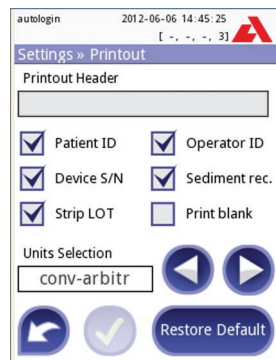 autologin 2012-06-06 14:45:25
[ -, -, -, 3]
Settings » Printout
Printout Header
Patient ID Operator ID
Device S/N Sediment rec.
Strip LOT Print blank
Units Selection
conv-arbitr
Restore Default